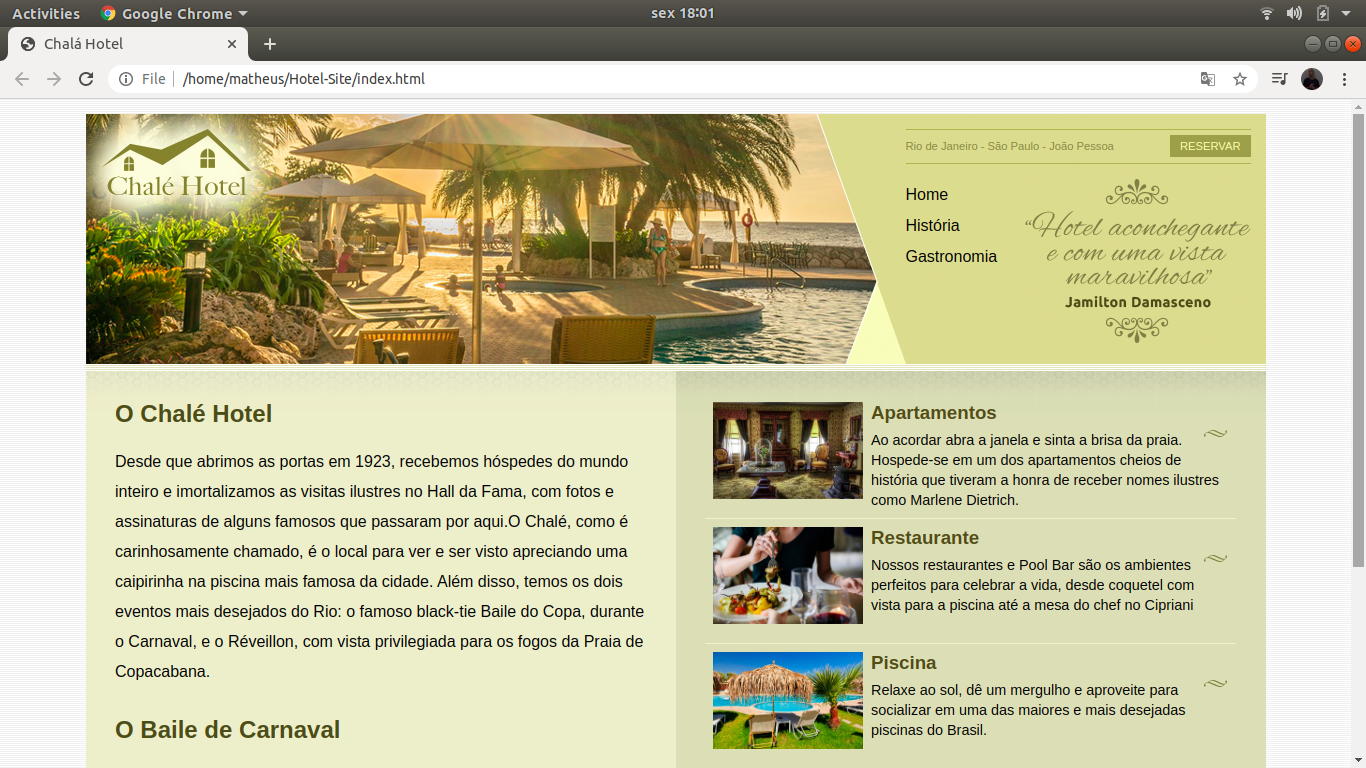 Activities
Google Chrome
sex 18:01
Chalá Hotel
File
/home/matheus/Hotel-Site/index.html
Chalé Hotel
Rio de Janeiro - São Paulo - João Pessoa
RESERVAR
Home
História
Gastronomia
“Hotel aconchegante
e com uma vista
maravilhosa”
Jamilton Damasceno
O Chalé Hotel
Desde que abrimos as portas em 1923, recebemos hóspedes do mundo
inteiro e imortalizamos as visitas ilustres no Hall da Fama, com fotos e
assinaturas de alguns famosos que passaram por aqui.O Chalé, como é
carinhosamente chamado, é o local para ver e ser visto apreciando uma
caipirinha na piscina mais famosa da cidade. Além disso, temos os dois
eventos mais desejados do Rio: o famoso black-tie Baile do Copa, durante
o Carnaval, e o Réveillon, com vista privilegiada para os fogos da Praia de
Copacabana.
O Baile de Carnaval
Apartamentos
Ao acordar abra a janela e sinta a brisa da praia.
Hospede-se em um dos apartamentos cheios de
história que tiveram a honra de receber nomes ilustres
como Marlene Dietrich.
Restaurante
Nossos restaurantes e Pool Bar são os ambientes
perfeitos para celebrar a vida, desde coquetel com
vista para a piscina até a mesa do chef no Cipriani
Piscina
Relaxe ao sol, dê um mergulho e aproveite para
socializar em uma das maiores e mais desejadas
piscinas do Brasil.